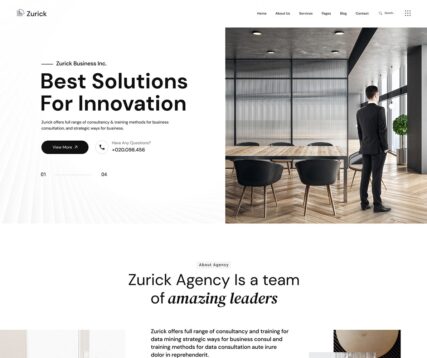 Zurick
Home About Us Services Pages Blog Contact Search
Zurick Business Inc.
Best Solutions
For Innovation
Zurick offers full range of consultancy & training methods for business
consultation, and strategic ways for business.
View More
Have Any Questions?
+020.098.456
01 04
About Agency
Zurick Agency Is a team
of amazing leaders
Zurick offers full range of consultancy and training for
data mining strategic ways for business consul and
training methods for data consultation aute irure
dolor in reprehenderit.